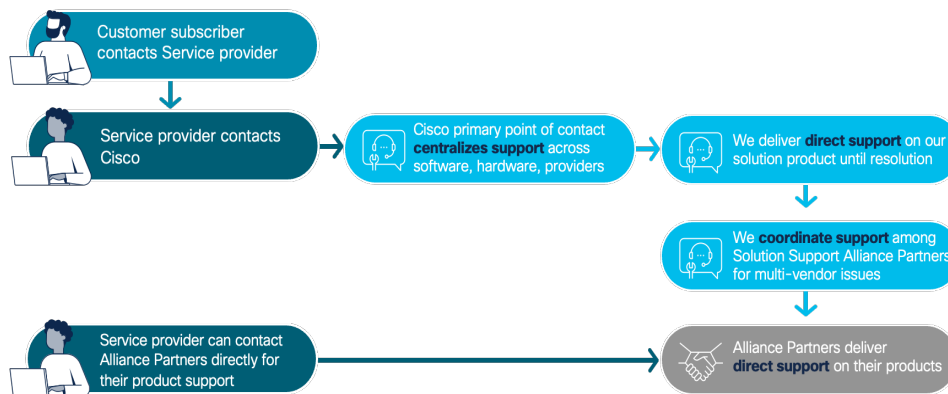 Customer subscriber
contacts Service provider
Service provider contacts
Cisco
Cisco primary point of contact
centralizes support across
software, hardware, providers
We deliver direct support on our
solution product until resolution
We coordinate support among
Solution Support Alliance Partners
for multi-vendor issues
Service provider can contact
Alliance Partners directly for
their product support
Alliance Partners deliver
direct support on their products